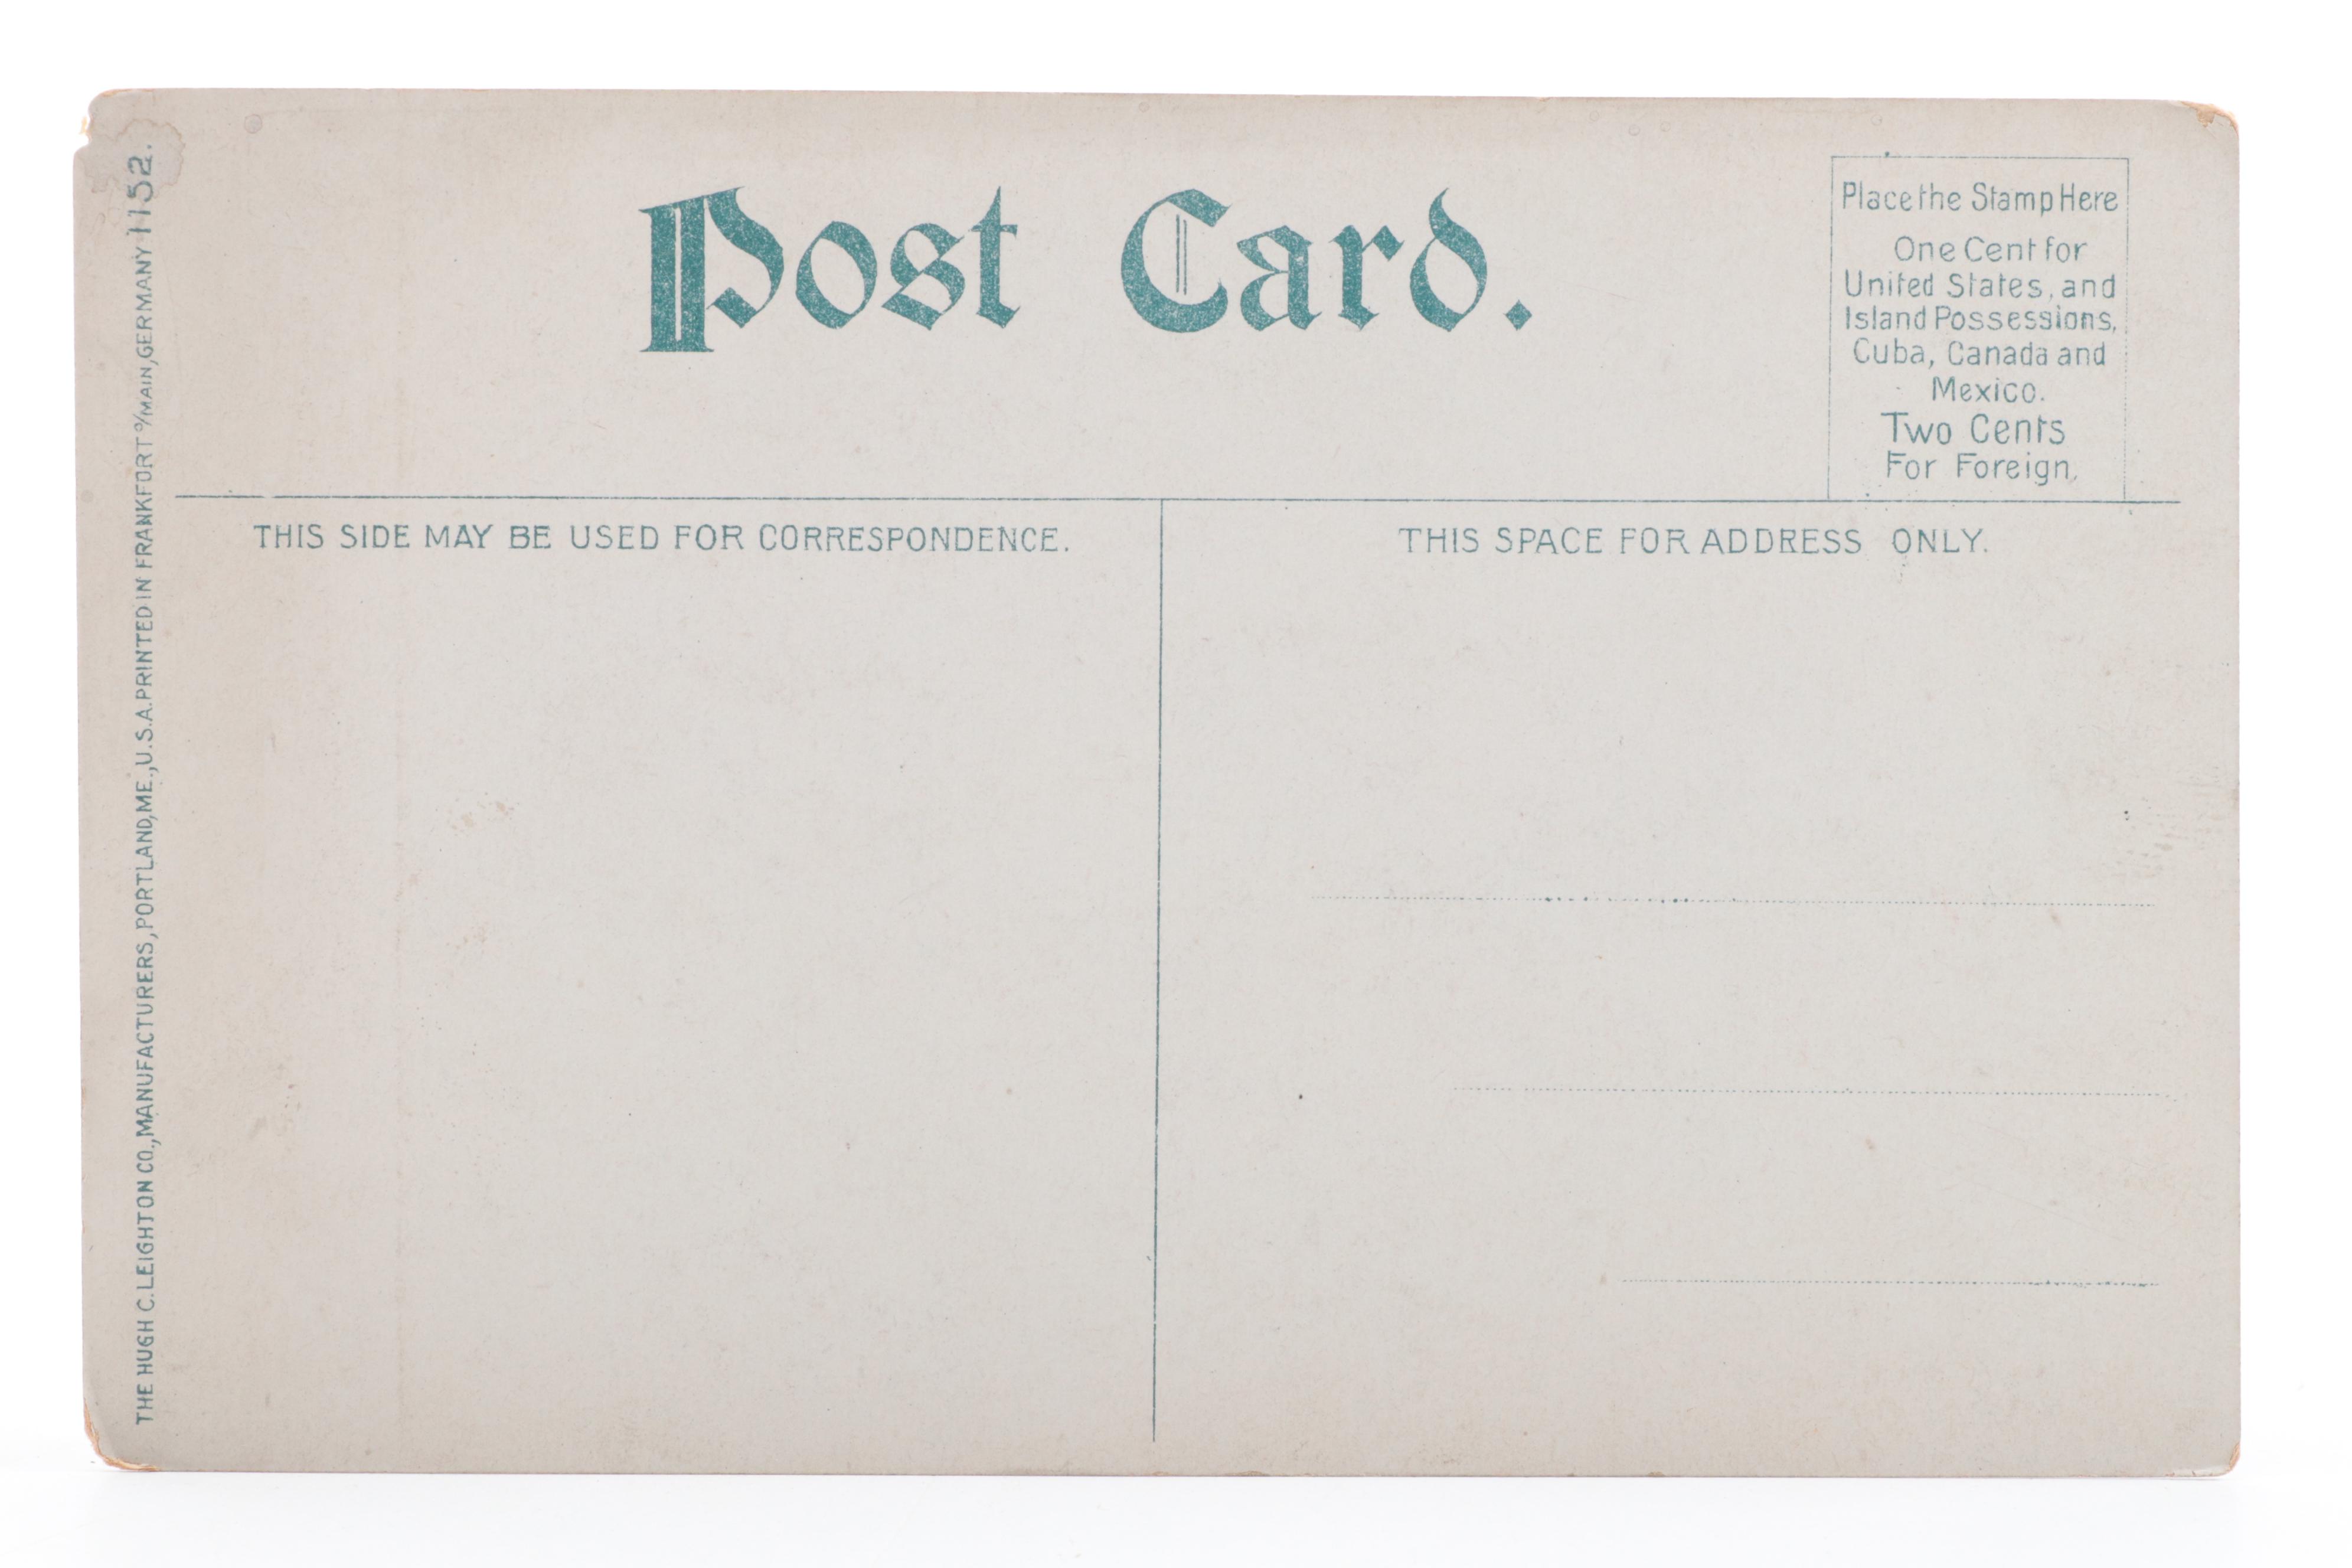 Post Card.
Place the Stamp Here
One Cent for
United States, and
Island Possessions,
Cuba, Canada and
Mexico.
Two Cents
For Foreign.
THIS SIDE MAY BE USED FOR CORRESPONDENCE.
THIS SPACE FOR ADDRESS ONLY.
THE HUGH C. LEIGHTON CO., MANUFACTURERS, PORTLAND, ME., U.S.A. PRINTED IN FRANKFORT o/MAIN, GERMANY 1152.